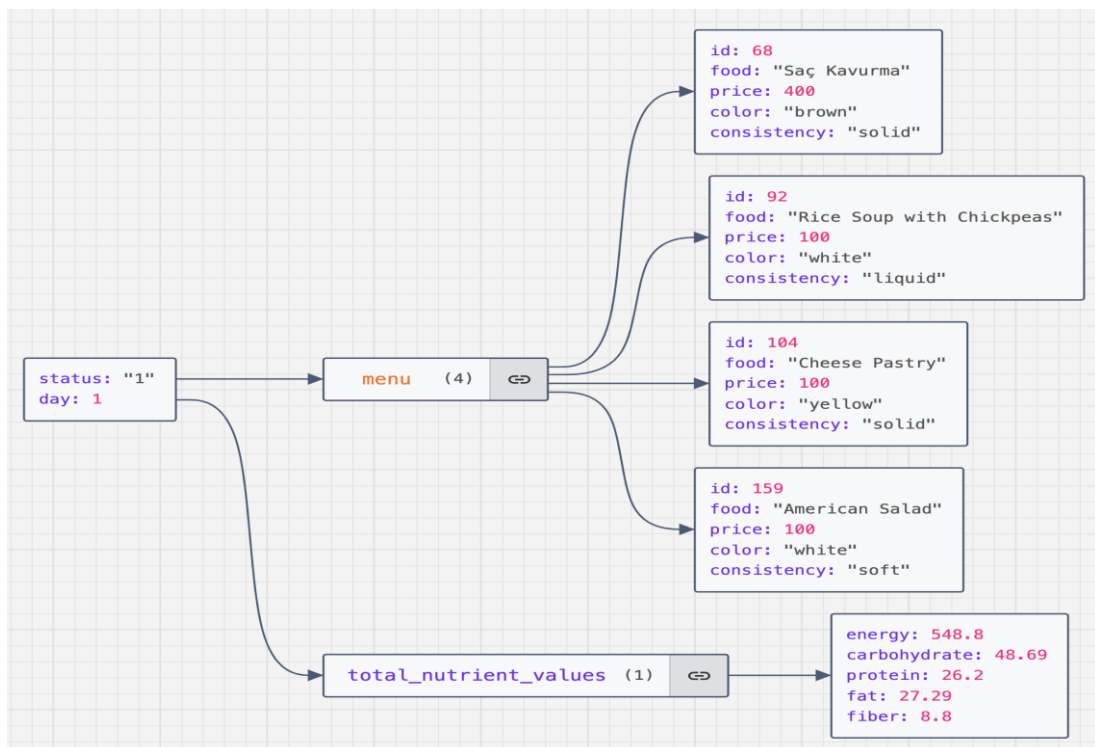 id: 68
food: "Saç Kavurma"
price: 400
color: "brown"
consistency: "solid"
id: 92
food: "Rice Soup with Chickpeas"
price: 100
color: "white"
consistency: "liquid"
id: 104
food: "Cheese Pastry"
price: 100
color: "yellow"
consistency: "solid"
status: "1"
day: 1
menu (4)
id: 159
food: "American Salad"
price: 100
color: "white"
consistency: "soft"
total_nutrient_values (1)
energy: 548.8
carbohydrate: 48.69
protein: 26.2
fat: 27.29
fiber: 8.8